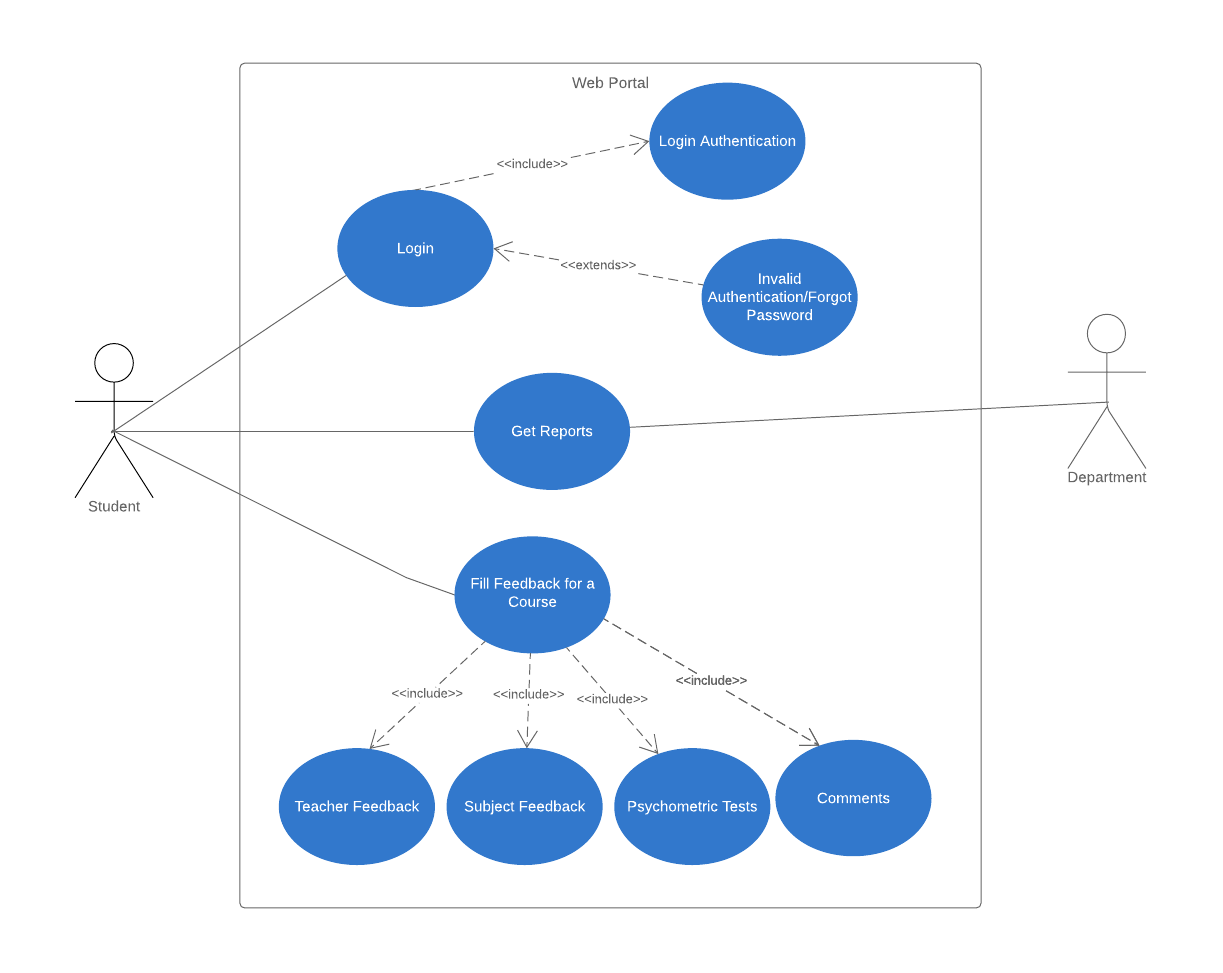 Web Portal
Login Authentication
<<include>>
Login
<<extends>>
Invalid
Authentication/Forgot
Password
Get Reports
Department
Student
Fill Feedback for a
Course
<<include>>
<<include>>
<<include>>
<<include>>
Teacher Feedback
Subject Feedback
Psychometric Tests
Comments